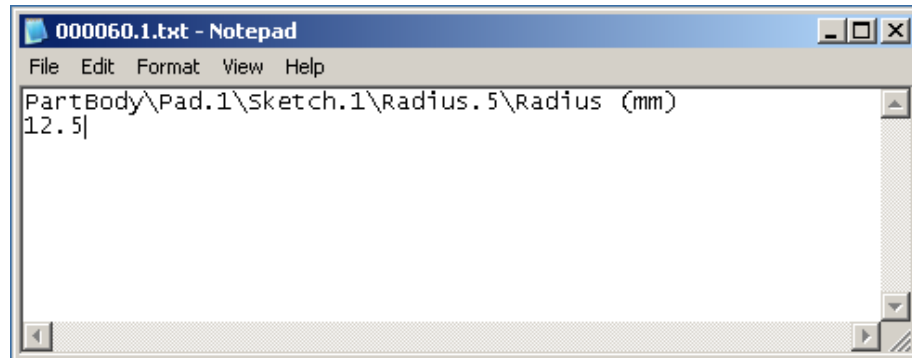 000060.1.txt - Notepad
File Edit Format View Help
PartBody\Pad.1\Sketch.1\Radius.5\Radius (mm)
12.5